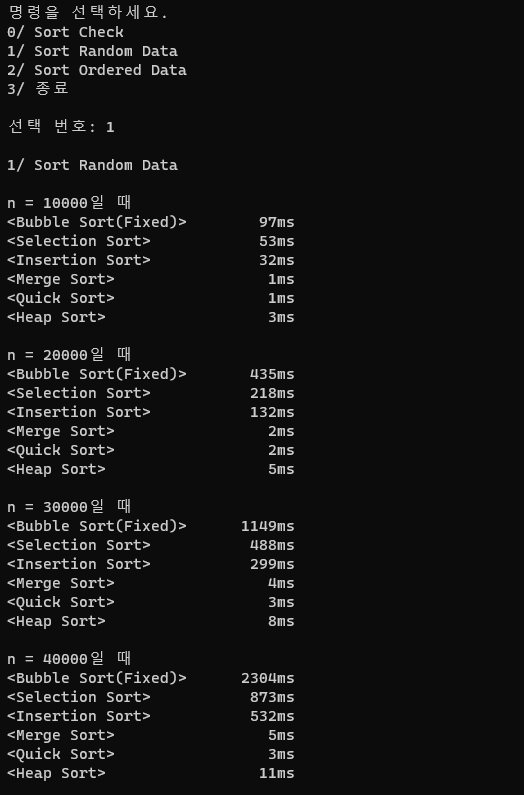 명령을 선택하세요.
0/ Sort Check
1/ Sort Random Data
2/ Sort Ordered Data
3/ 종료
선택 번호: 1
1/ Sort Random Data
n = 10000일 때
<Bubble Sort(Fixed)> 97ms
<Selection Sort> 53ms
<Insertion Sort> 32ms
<Merge Sort> 1ms
<Quick Sort> 1ms
<Heap Sort> 3ms
n = 20000일 때
<Bubble Sort(Fixed)> 435ms
<Selection Sort> 218ms
<Insertion Sort> 132ms
<Merge Sort> 2ms
<Quick Sort> 2ms
<Heap Sort> 5ms
n = 30000일 때
<Bubble Sort(Fixed)> 1149ms
<Selection Sort> 488ms
<Insertion Sort> 299ms
<Merge Sort> 4ms
<Quick Sort> 3ms
<Heap Sort> 8ms
n = 40000일 때
<Bubble Sort(Fixed)> 2304ms
<Selection Sort> 873ms
<Insertion Sort> 532ms
<Merge Sort> 5ms
<Quick Sort> 3ms
<Heap Sort> 11ms